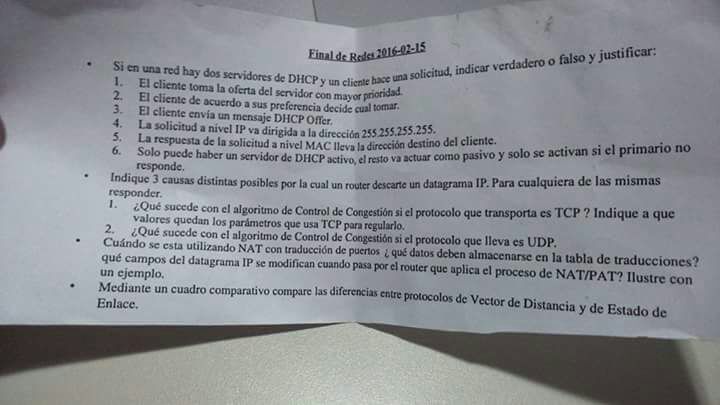 Final de Redes 2016-02-15
• Si en una red hay dos servidores de DHCP y un cliente hace una solicitud, indicar verdadero o falso y justificar:
1. El cliente toma la oferta del servidor con mayor prioridad.
2. El cliente de acuerdo a sus preferencia decide cual tomar.
3. El cliente envía un mensaje DHCP Offer.
4. La solicitud a nivel IP va dirigida a la dirección 255.255.255.255.
5. La respuesta de la solicitud a nivel MAC lleva la dirección destino del cliente.
6. Solo puede haber un servidor de DHCP activo, el resto va actuar como pasivo y solo se activan si el primario no
responde.
• Indique 3 causas distintas posibles por la cual un router descarte un datagrama IP. Para cualquiera de las mismas
responder.
1. ¿Qué sucede con el algoritmo de Control de Congestión si el protocolo que transporta es TCP ? Indique a que
valores quedan los parámetros que usa TCP para regularlo.
2. ¿Qué sucede con el algoritmo de Control de Congestión si el protocolo que lleva es UDP.
• Cuándo se esta utilizando NAT con traducción de puertos ¿ qué datos deben almacenarse en la tabla de traducciones?
qué campos del datagrama IP se modifican cuando pasa por el router que aplica el proceso de NAT/PAT? Ilustre con
un ejemplo.
• Mediante un cuadro comparativo compare las diferencias entre protocolos de Vector de Distancia y de Estado de
Enlace.